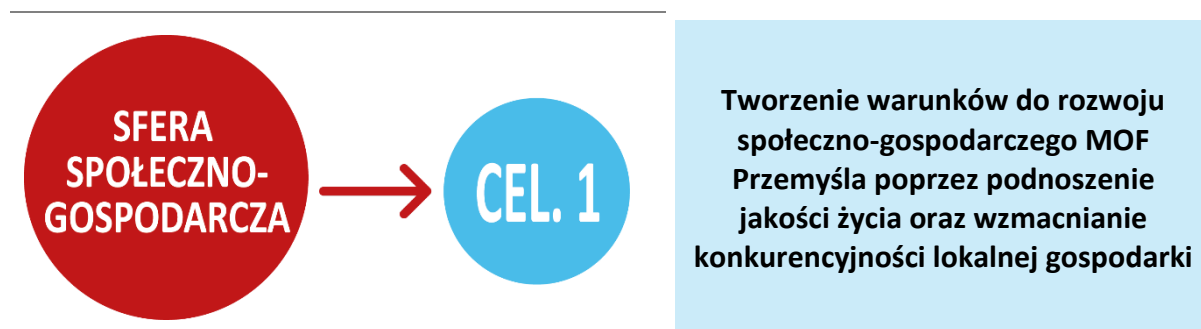 SFERA
SPOŁECZNO-
GOSPODARCZA
CEL. 1
Tworzenie warunków do rozwoju
społeczno-gospodarczego MOF
Przemyśla poprzez podnoszenie
jakości życia oraz wzmacnianie
konkurencyjności lokalnej gospodarki